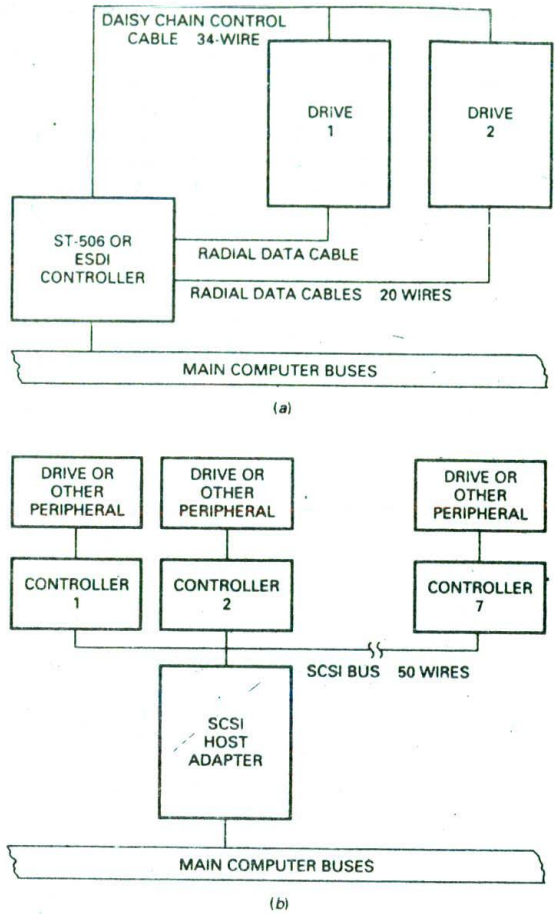 DAISY CHAIN CONTROL
CABLE 34-WIRE
DRIVE
1
DRIVE
2
ST-506 OR
ESDI
CONTROLLER
RADIAL DATA CABLE
RADIAL DATA CABLES 20 WIRES
MAIN COMPUTER BUSES
(a)
DRIVE OR
OTHER
PERIPHERAL
DRIVE OR
OTHER
PERIPHERAL
DRIVE OR
OTHER
PERIPHERAL
CONTROLLER
1
CONTROLLER
2
CONTROLLER
7
SCSI BUS 50 WIRES
SCSI
HOST
ADAPTER
MAIN COMPUTER BUSES
(b)